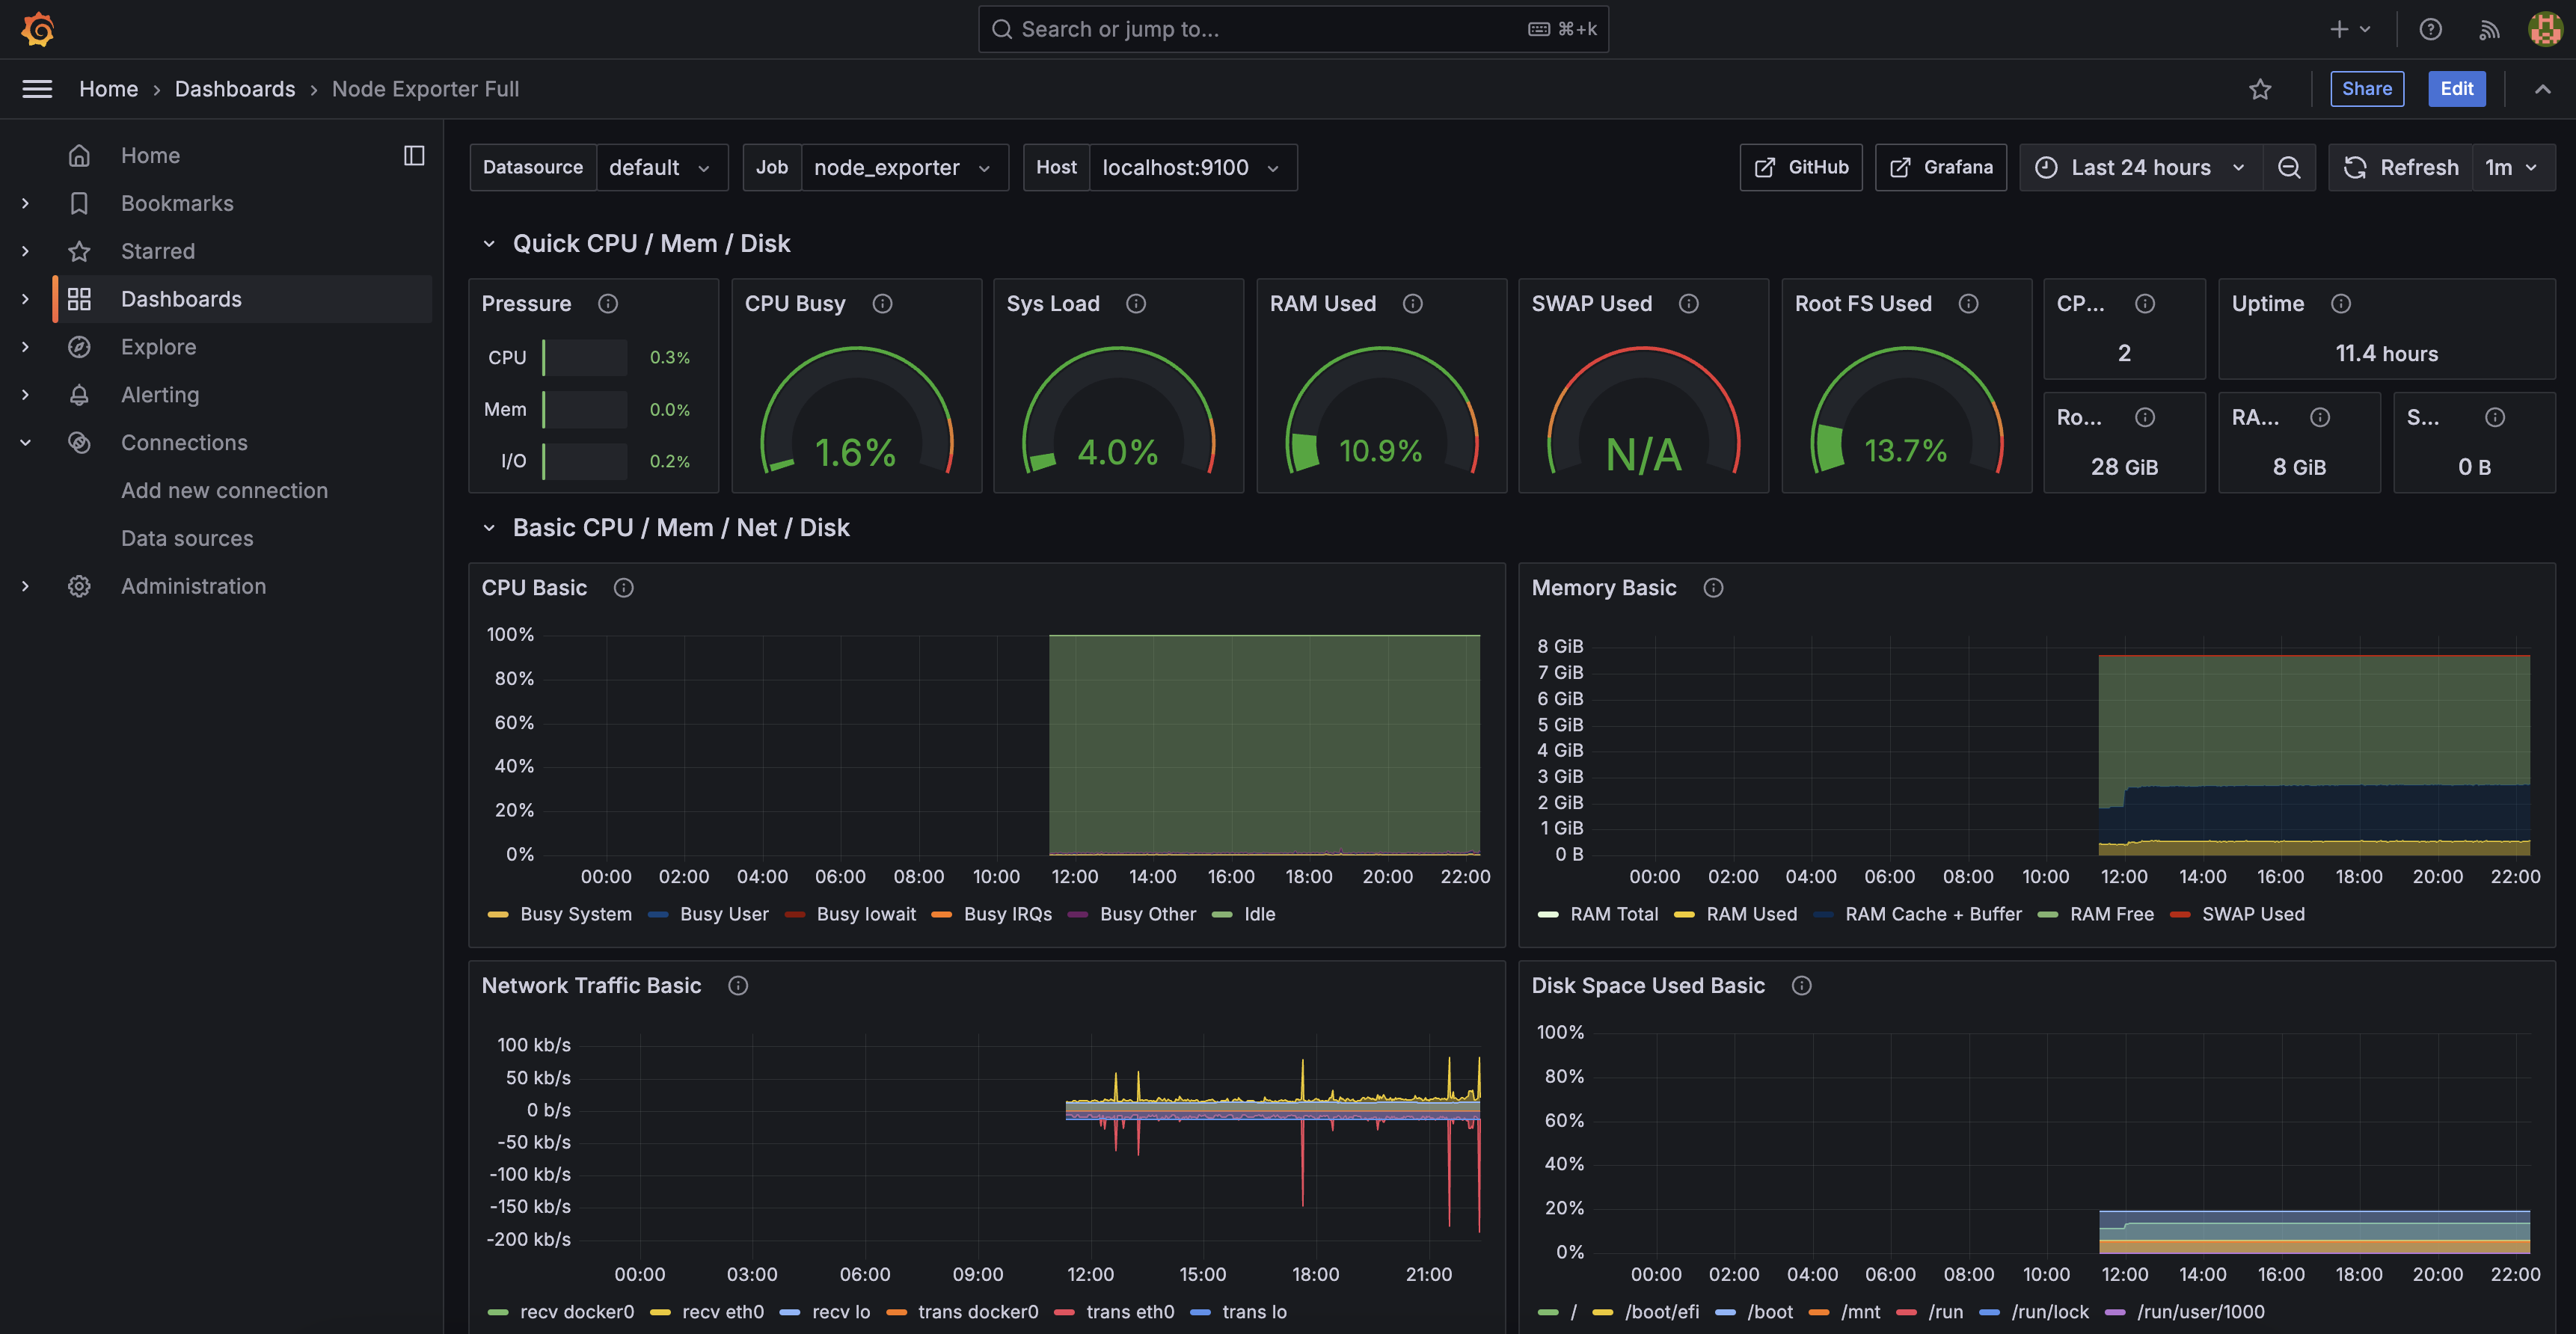 Search or jump to... ⌘+k
Home › Dashboards › Node Exporter Full
Share Edit
Home
Bookmarks
Starred
Dashboards
Explore
Alerting
Connections
Add new connection
Data sources
Administration
Datasource default Job node_exporter Host localhost:9100 GitHub Grafana Last 24 hours Refresh 1m
Quick CPU / Mem / Disk
Pressure
CPU 0.3%
Mem 0.0%
I/O 0.2%
CPU Busy
1.6%
Sys Load
4.0%
RAM Used
10.9%
SWAP Used
N/A
Root FS Used
13.7%
CP...
2
Uptime
11.4 hours
Ro...
28 GiB
RA...
8 GiB
S...
0 B
Basic CPU / Mem / Net / Disk
CPU Basic
100%
80%
60%
40%
20%
0%
00:00 02:00 04:00 06:00 08:00 10:00 12:00 14:00 16:00 18:00 20:00 22:00
Busy System Busy User Busy Iowait Busy IRQs Busy Other Idle
Memory Basic
8 GiB
7 GiB
6 GiB
5 GiB
4 GiB
3 GiB
2 GiB
1 GiB
0 B
00:00 02:00 04:00 06:00 08:00 10:00 12:00 14:00 16:00 18:00 20:00 22:00
RAM Total RAM Used RAM Cache + Buffer RAM Free SWAP Used
Network Traffic Basic
100 kb/s
50 kb/s
0 b/s
-50 kb/s
-100 kb/s
-150 kb/s
-200 kb/s
00:00 03:00 06:00 09:00 12:00 15:00 18:00 21:00
recv docker0 recv eth0 recv lo trans docker0 trans eth0 trans lo
Disk Space Used Basic
100%
80%
60%
40%
20%
0%
00:00 02:00 04:00 06:00 08:00 10:00 12:00 14:00 16:00 18:00 20:00 22:00
/ /boot/efi /boot /mnt /run /run/lock /run/user/1000